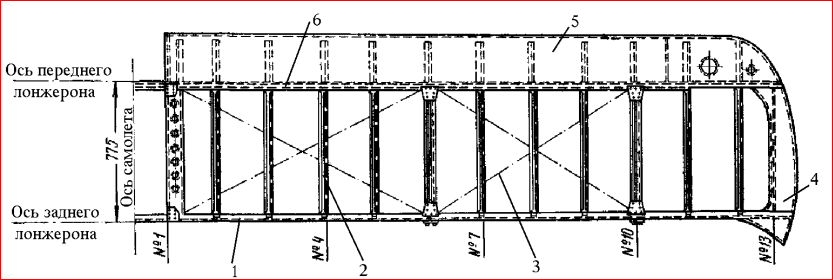 6
5
Ось переднего
лонжерона
775
Ось самолета
Ось заднего
лонжерона
4
1
2
3
№1
№4
№7
№10
№13